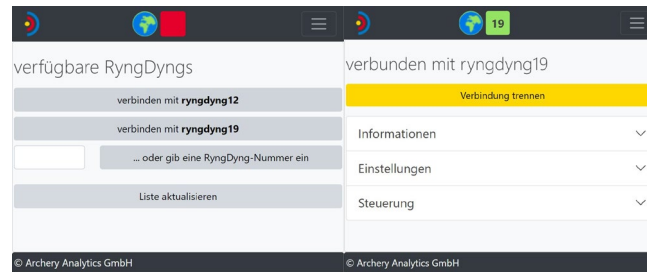 verfügbare RyngDyngs
verbinden mit ryngdyng12
verbinden mit ryngdyng19
... oder gib eine RyngDyng-Nummer ein
Liste aktualisieren
© Archery Analytics GmbH
19
verbunden mit ryngdyng19
Verbindung trennen
Informationen
Einstellungen
Steuerung
© Archery Analytics GmbH